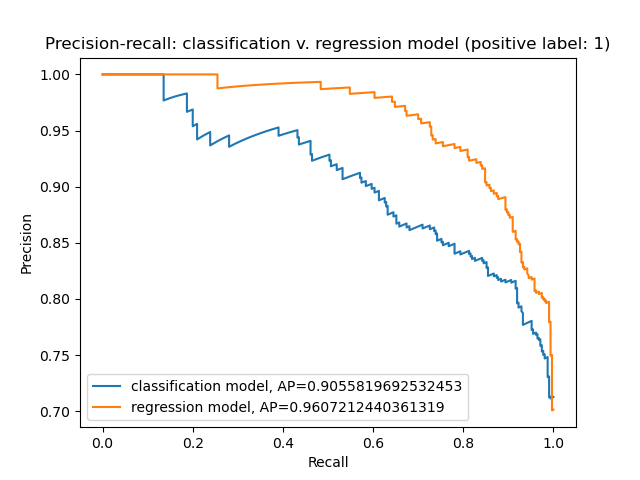 Precision-recall: classification v. regression model (positive label: 1)
1.00
0.95
0.90
0.85
0.80
0.75
0.70
Precision
classification model, AP=0.9055819692532453
regression model, AP=0.9607212440361319
0.0 0.2 0.4 0.6 0.8 1.0
Recall